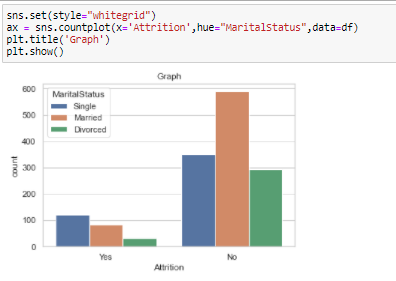 sns.set(style="whitegrid")
ax = sns.countplot(x='Attrition',hue="MaritalStatus",data=df)
plt.title('Graph')
plt.show()
Graph
600
500
400
300
200
100
0
count
MaritalStatus
Single
Married
Divorced
Yes
No
Attrition